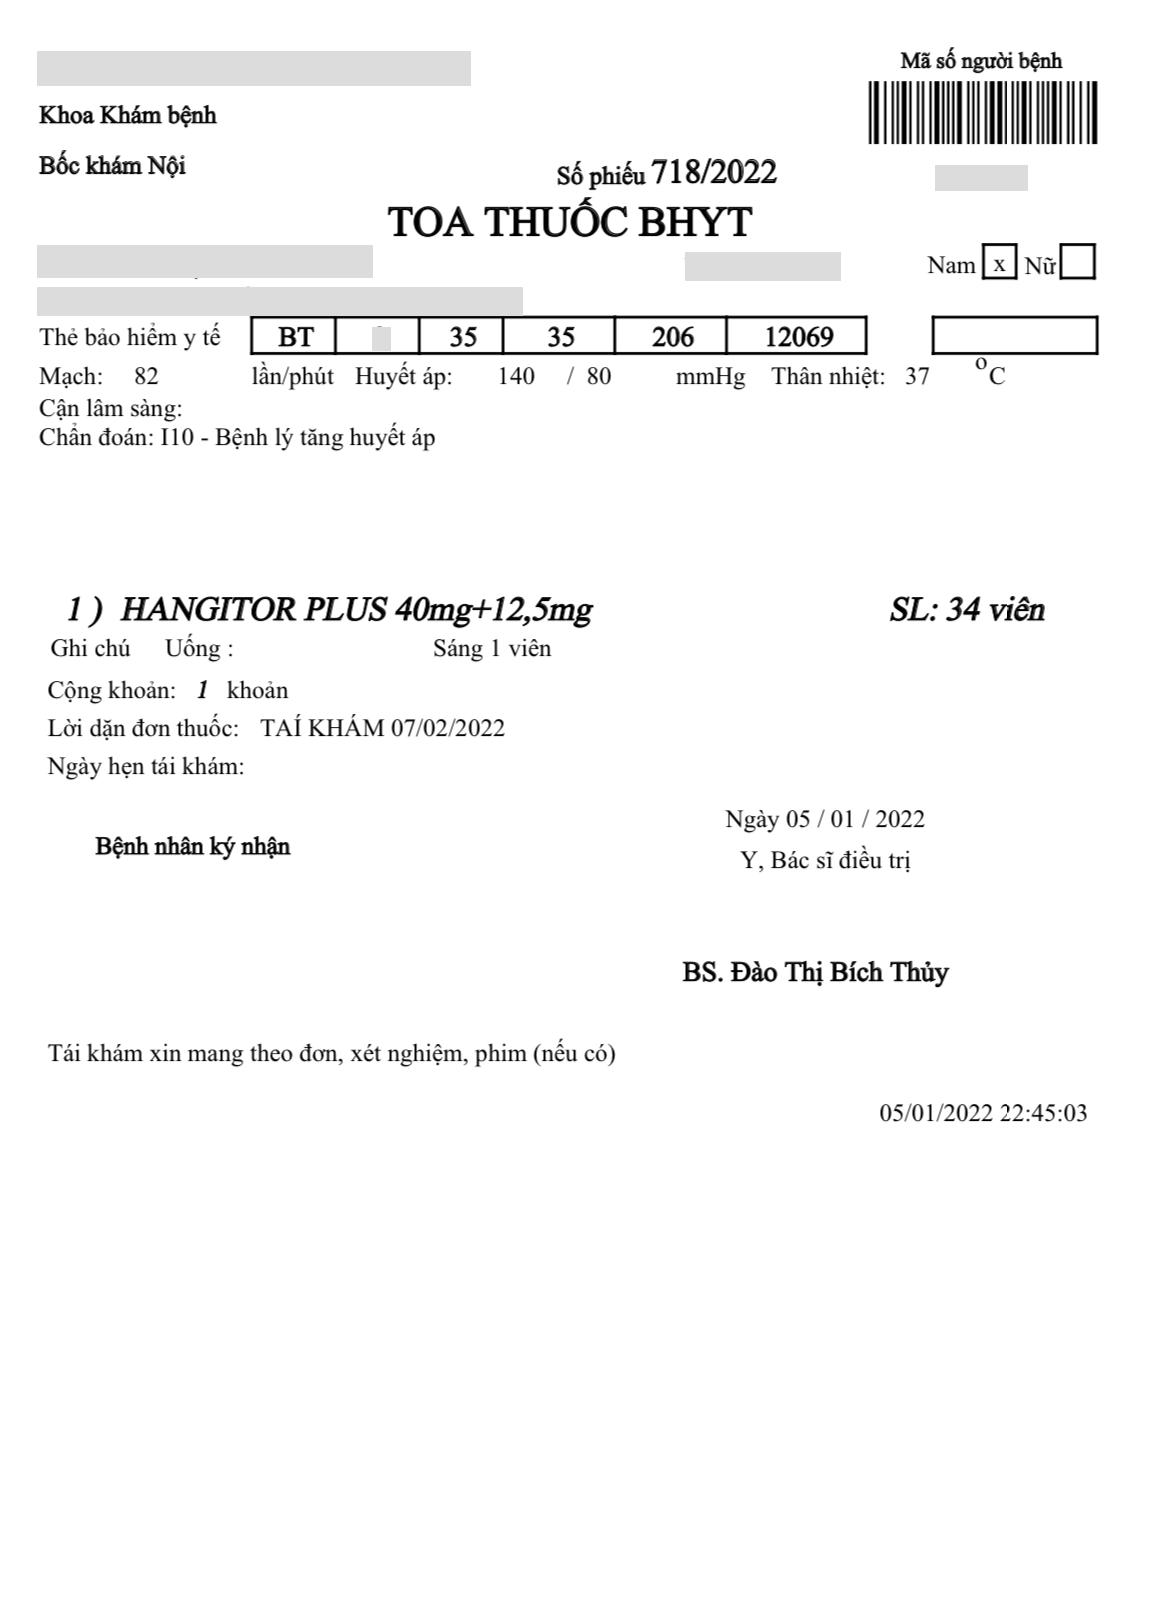 Mã số người bệnh
Khoa Khám bệnh
Bốc khám Nội
Số phiếu 718/2022
TOA THUỐC BHYT
Nam x Nữ
Thẻ bảo hiểm y tế BT 35 35 206 12069
Mạch: 82 lần/phút Huyết áp: 140 / 80 mmHg Thân nhiệt: 37 °C
Cận lâm sàng:
Chẩn đoán: I10 - Bệnh lý tăng huyết áp
1 ) HANGITOR PLUS 40mg+12,5mg SL: 34 viên
Ghi chú Uống : Sáng 1 viên
Cộng khoản: 1 khoản
Lời dặn đơn thuốc: TAÍ KHÁM 07/02/2022
Ngày hẹn tái khám:
Ngày 05 / 01 / 2022
Bệnh nhân ký nhận
Y, Bác sĩ điều trị
BS. Đào Thị Bích Thủy
Tái khám xin mang theo đơn, xét nghiệm, phim (nếu có)
05/01/2022 22:45:03